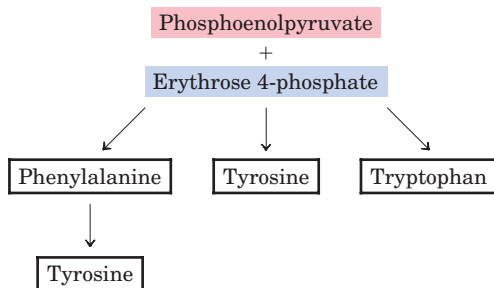 Phosphoenolpyruvate
+
Erythrose 4-phosphate
Phenylalanine Tyrosine Tryptophan
Tyrosine